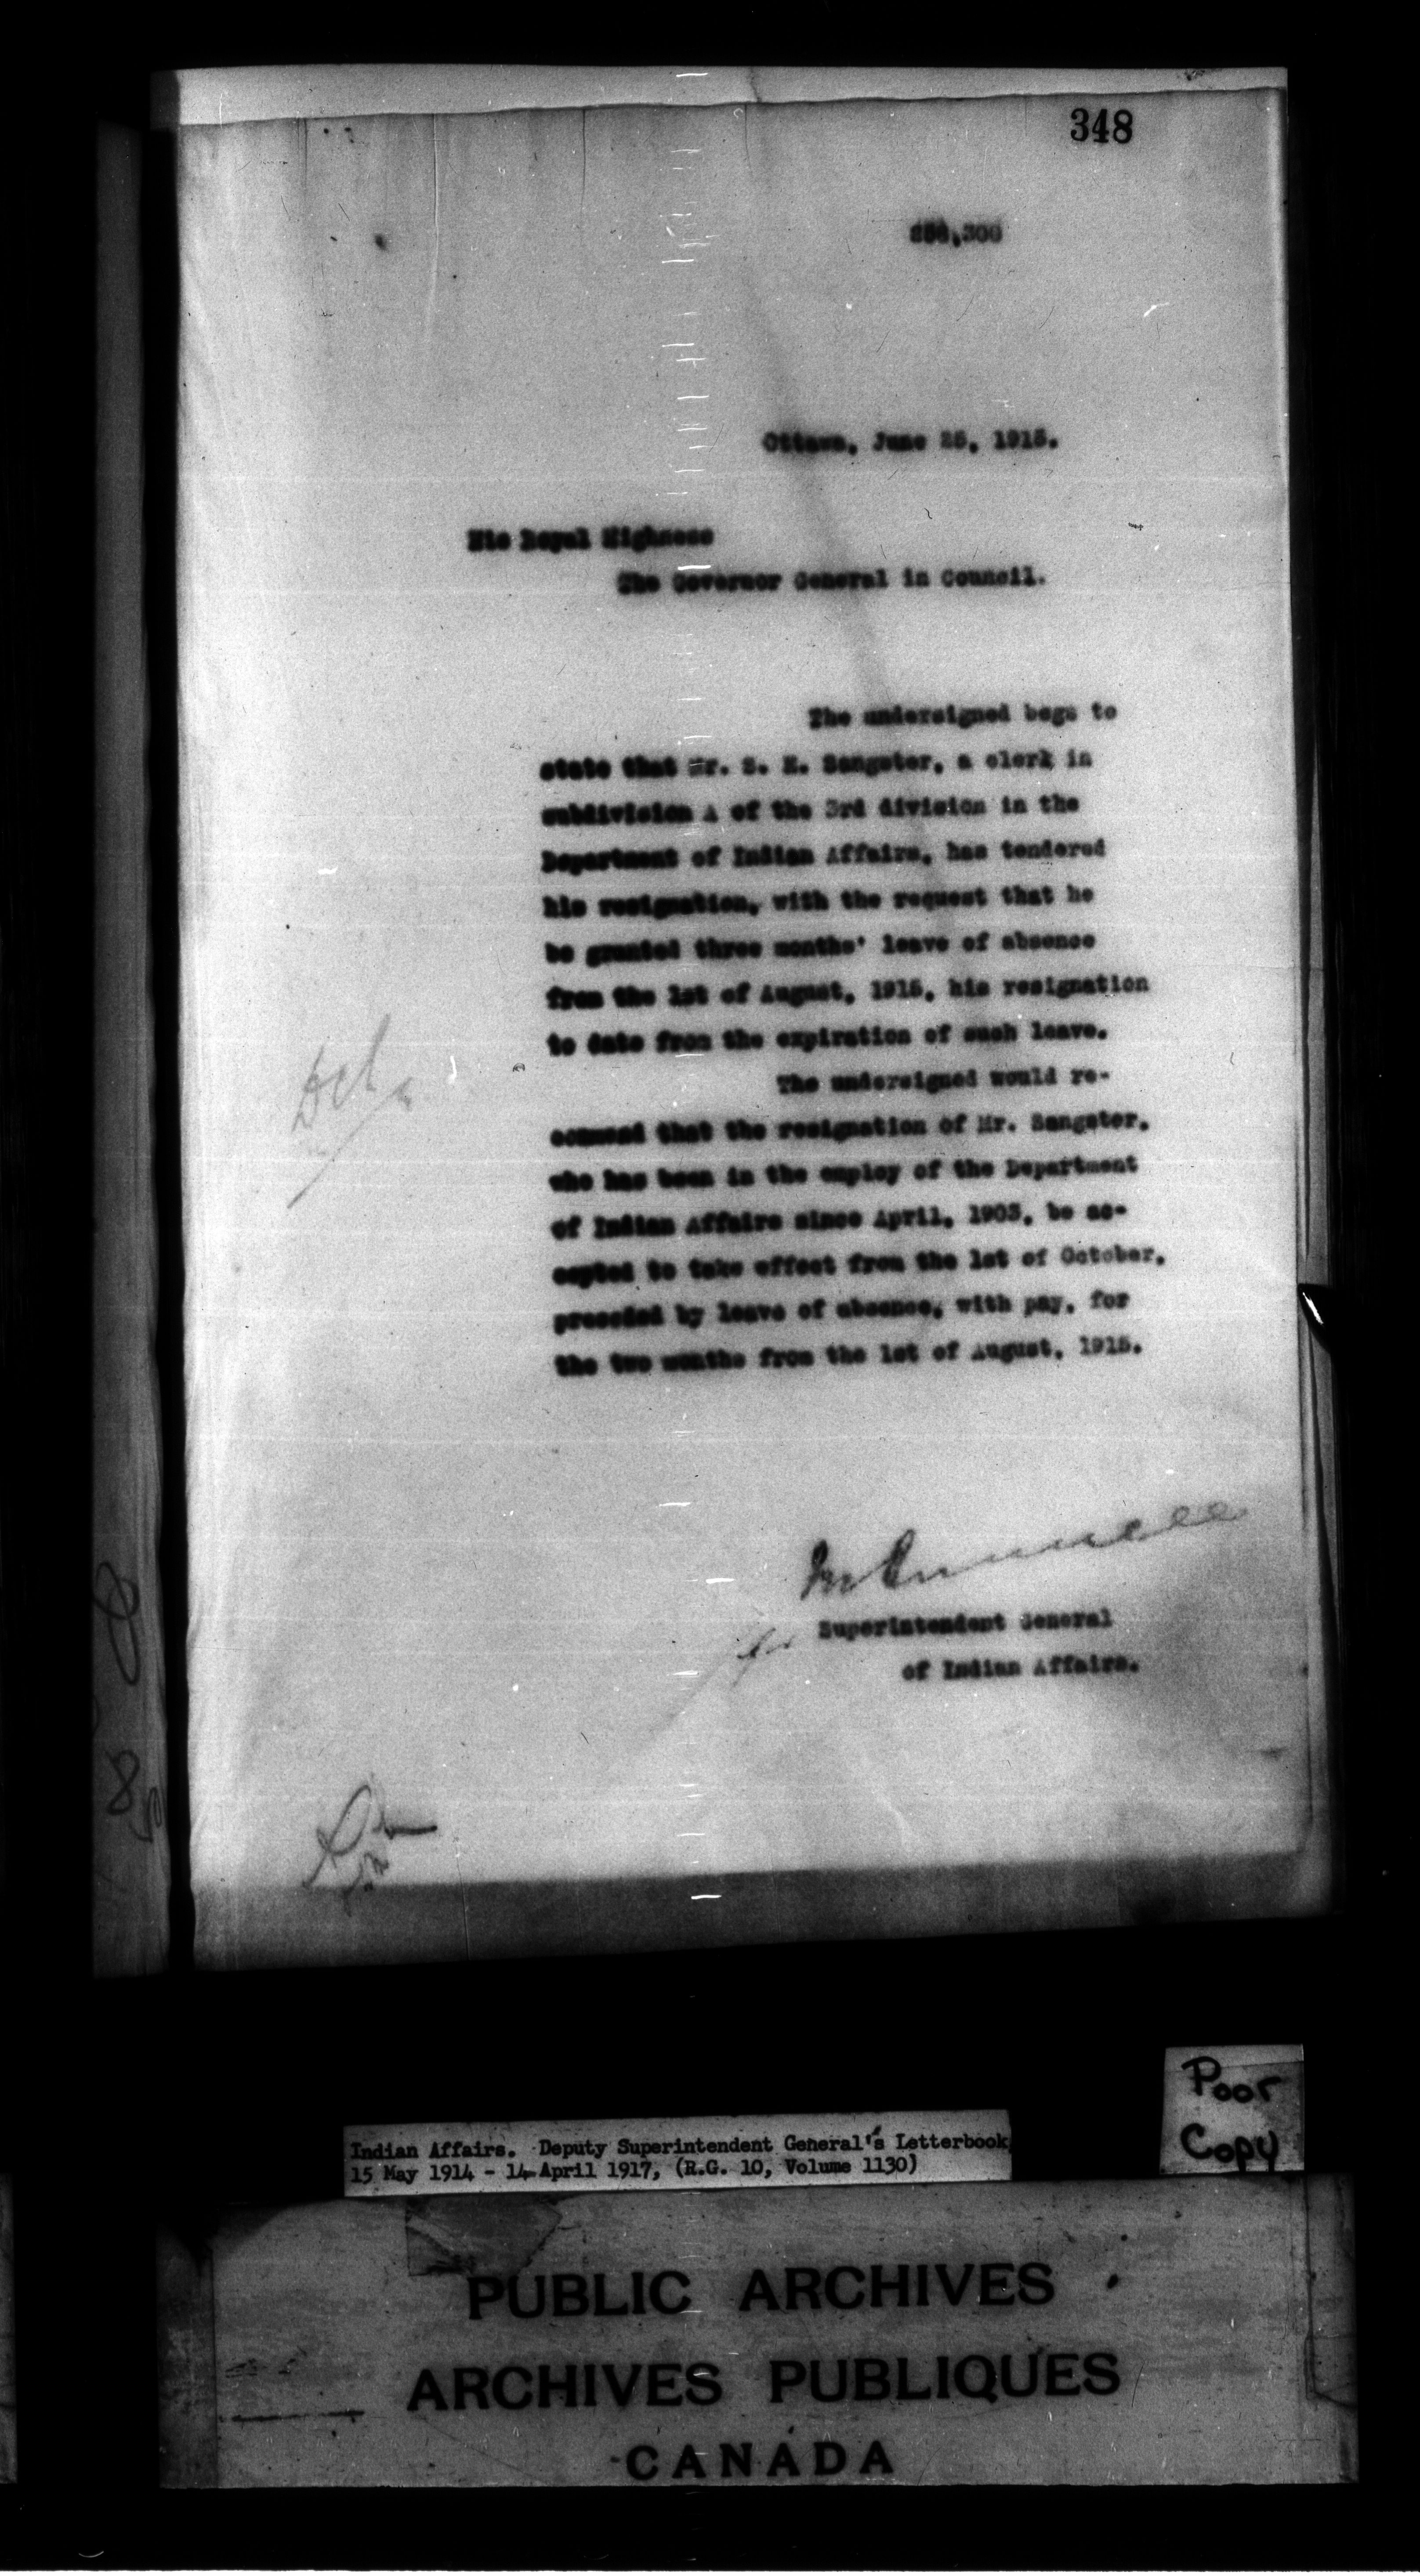 348
Ottawa, June 25, 1915.
His Royal Highness
The Governor General in Council.
The undersigned begs to
state that Mr. S. E. Sangster, a clerk in
subdivision A of the 3rd division in the
Department of Indian Affairs, has tendered
his resignation, with the request that he
be granted three months' leave of absence
from the 1st of August, 1915, his resignation
to date from the expiration of such leave.
The undersigned would re-
commend that the resignation of Mr. Sangster,
who has been in the employ of the Department
of Indian Affairs since April, 1903, be ac-
cepted to take effect from the 1st of October,
preceded by leave of absence, with pay, for
the two months from the 1st of August, 1915.
for Superintendent General
of Indian Affairs.
Poor
Copy
Indian Affairs. Deputy Superintendent General's Letterbook,
15 May 1914 - 14 April 1917, (R.G. 10, Volume 1130)
PUBLIC ARCHIVES
ARCHIVES PUBLIQUES
CANADA